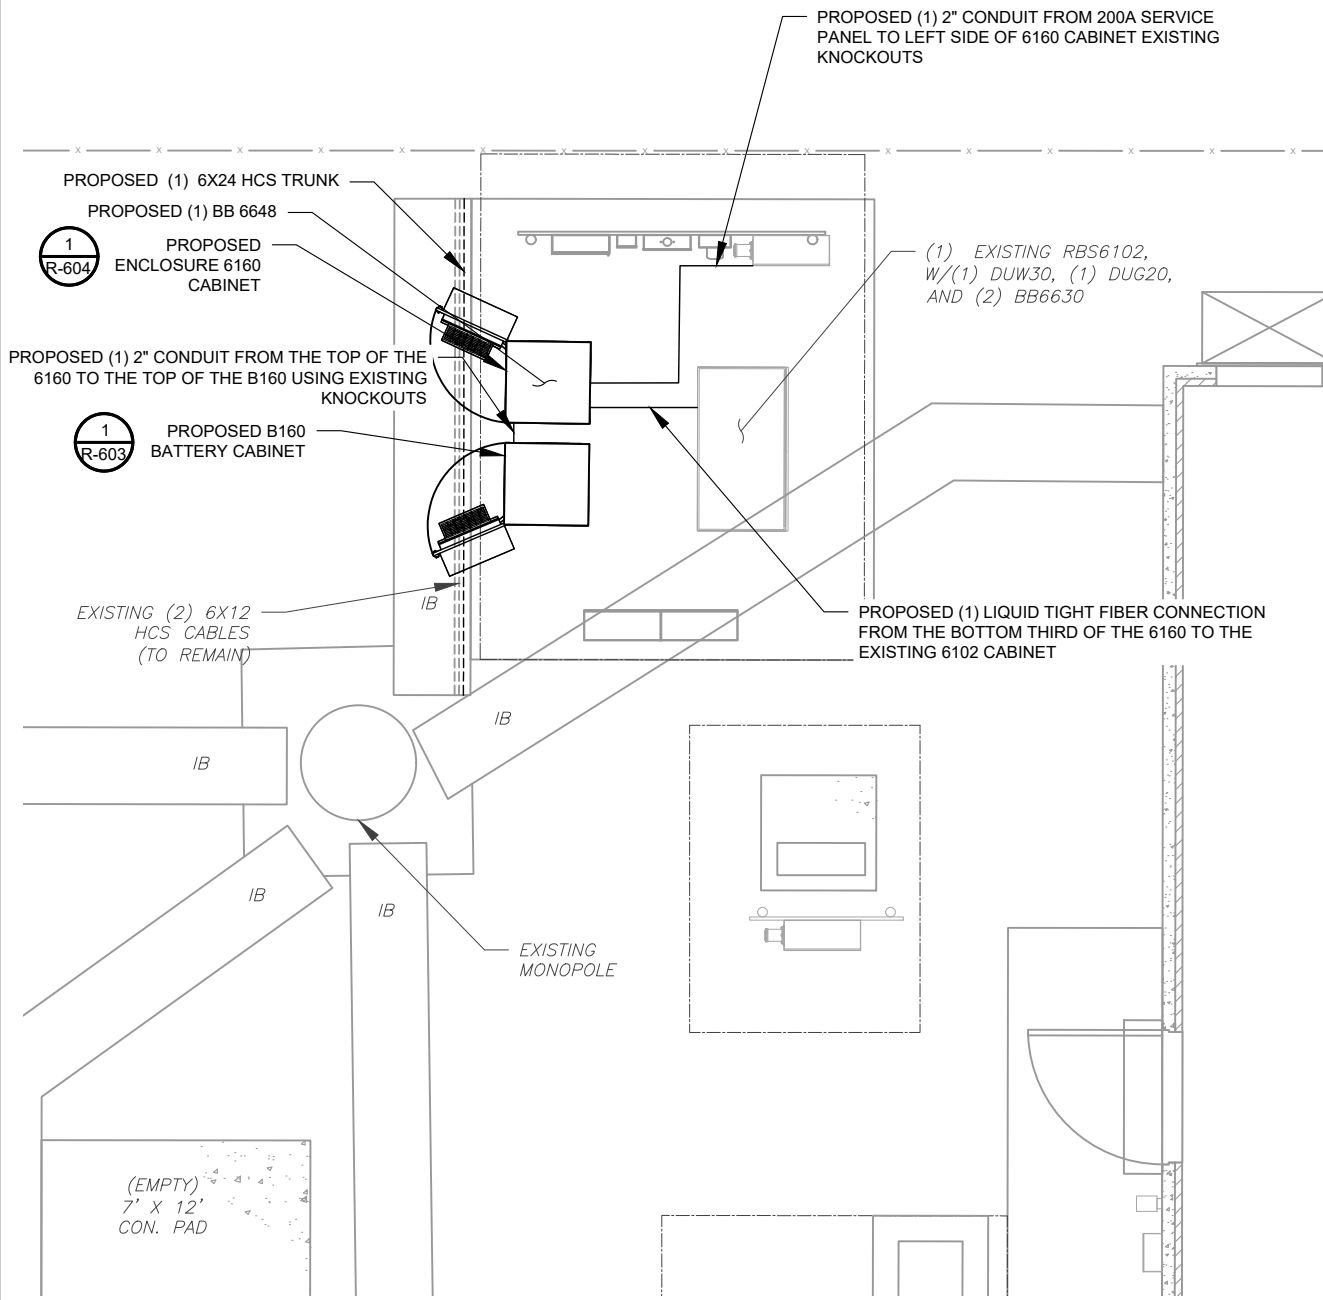 PROPOSED (1) 2" CONDUIT FROM 200A SERVICE
PANEL TO LEFT SIDE OF 6160 CABINET EXISTING
KNOCKOUTS
x x x x x x x x x x x x x x x x
PROPOSED (1) 6X24 HCS TRUNK
PROPOSED (1) BB 6648
1
R-604
PROPOSED
ENCLOSURE 6160
CABINET
(1) EXISTING RBS6102,
W/(1) DUW30, (1) DUG20,
AND (2) BB6630
PROPOSED (1) 2" CONDUIT FROM THE TOP OF THE
6160 TO THE TOP OF THE B160 USING EXISTING
KNOCKOUTS
1
R-603
PROPOSED B160
BATTERY CABINET
EXISTING (2) 6X12
HCS CABLES
(TO REMAIN)
IB
PROPOSED (1) LIQUID TIGHT FIBER CONNECTION
FROM THE BOTTOM THIRD OF THE 6160 TO THE
EXISTING 6102 CABINET
IB
IB
IB
IB
EXISTING
MONOPOLE
(EMPTY)
7' X 12'
CON. PAD